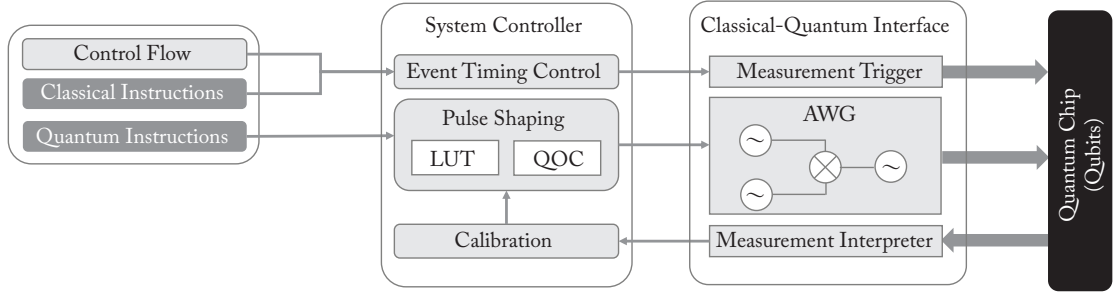 Control Flow
Classical Instructions
Quantum Instructions
System Controller
Event Timing Control
Pulse Shaping
LUT
QOC
Calibration
Classical-Quantum Interface
Measurement Trigger
AWG
Measurement Interpreter
Quantum Chip
(Qubits)